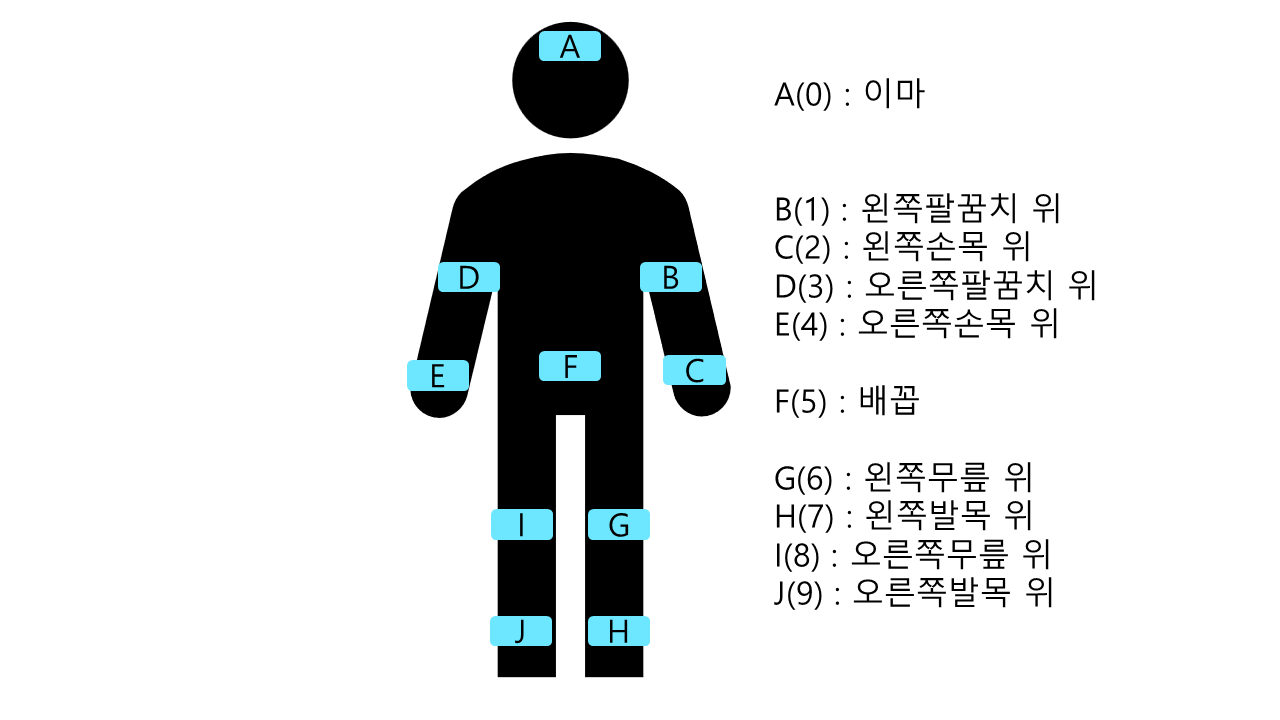 A
D
B
E
F
C
I
G
J
H
A(0) : 이마
B(1) : 왼쪽팔꿈치 위
C(2) : 왼쪽손목 위
D(3) : 오른쪽팔꿈치 위
E(4) : 오른쪽손목 위
F(5) : 배꼽
G(6) : 왼쪽무릎 위
H(7) : 왼쪽발목 위
I(8) : 오른쪽무릎 위
J(9) : 오른쪽발목 위